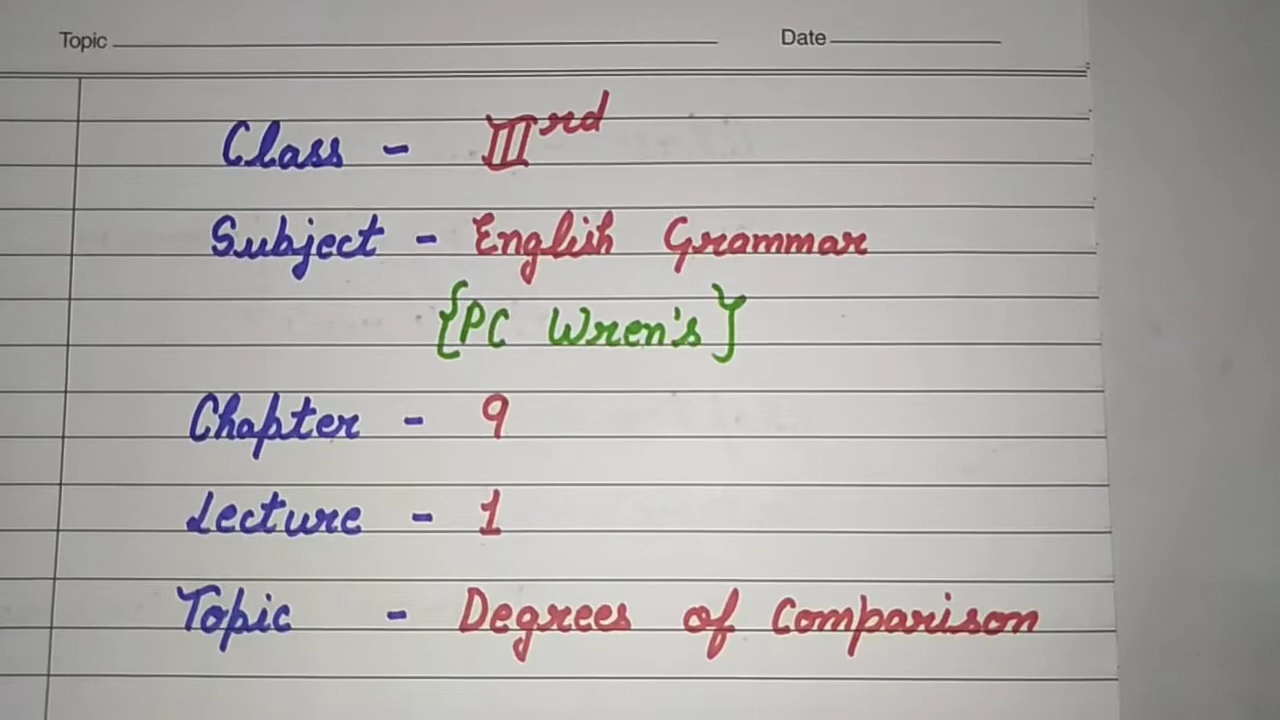 Topic Date
Class - IIIrd
Subject - English Grammar
{PC Wren's}
Chapter - 9
Lecture - 1
Topic - Degrees of Comparison